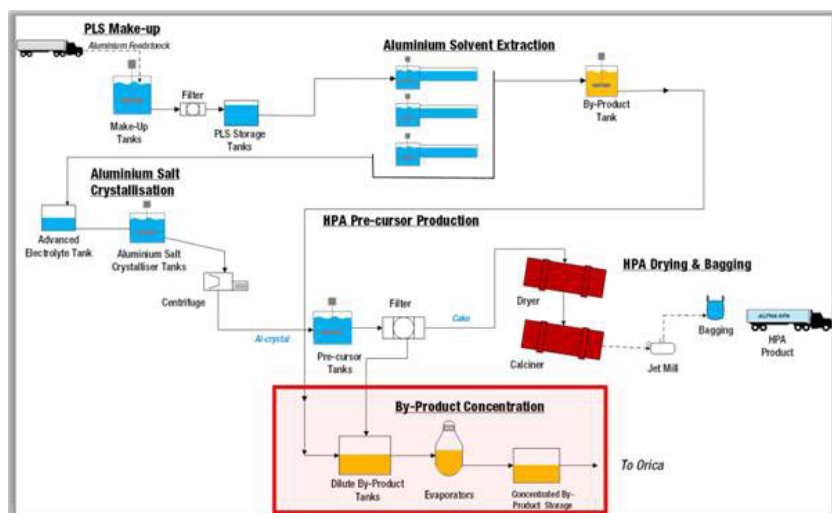 PLS Make-up
Aluminium Feedstock
Aluminium Solvent Extraction
Filter
Make-Up
Tanks
PLS Storage
Tanks
By-Product
Tank
Aluminium Salt
Crystallisation
Advanced
Electrolyte Tank
Aluminium Salt
Crystalliser Tanks
Centrifuge
HPA Pre-cursor Production
Al-crystal
Pre-cursor
Tanks
Filter
Cake
Dryer
Calciner
HPA Drying & Bagging
Jet Mill
Bagging
ALPHA HPA
HPA
Product
By-Product Concentration
Dilute By-Product
Tanks
Evaporators
Concentrated By-
Product Storage
To Orica